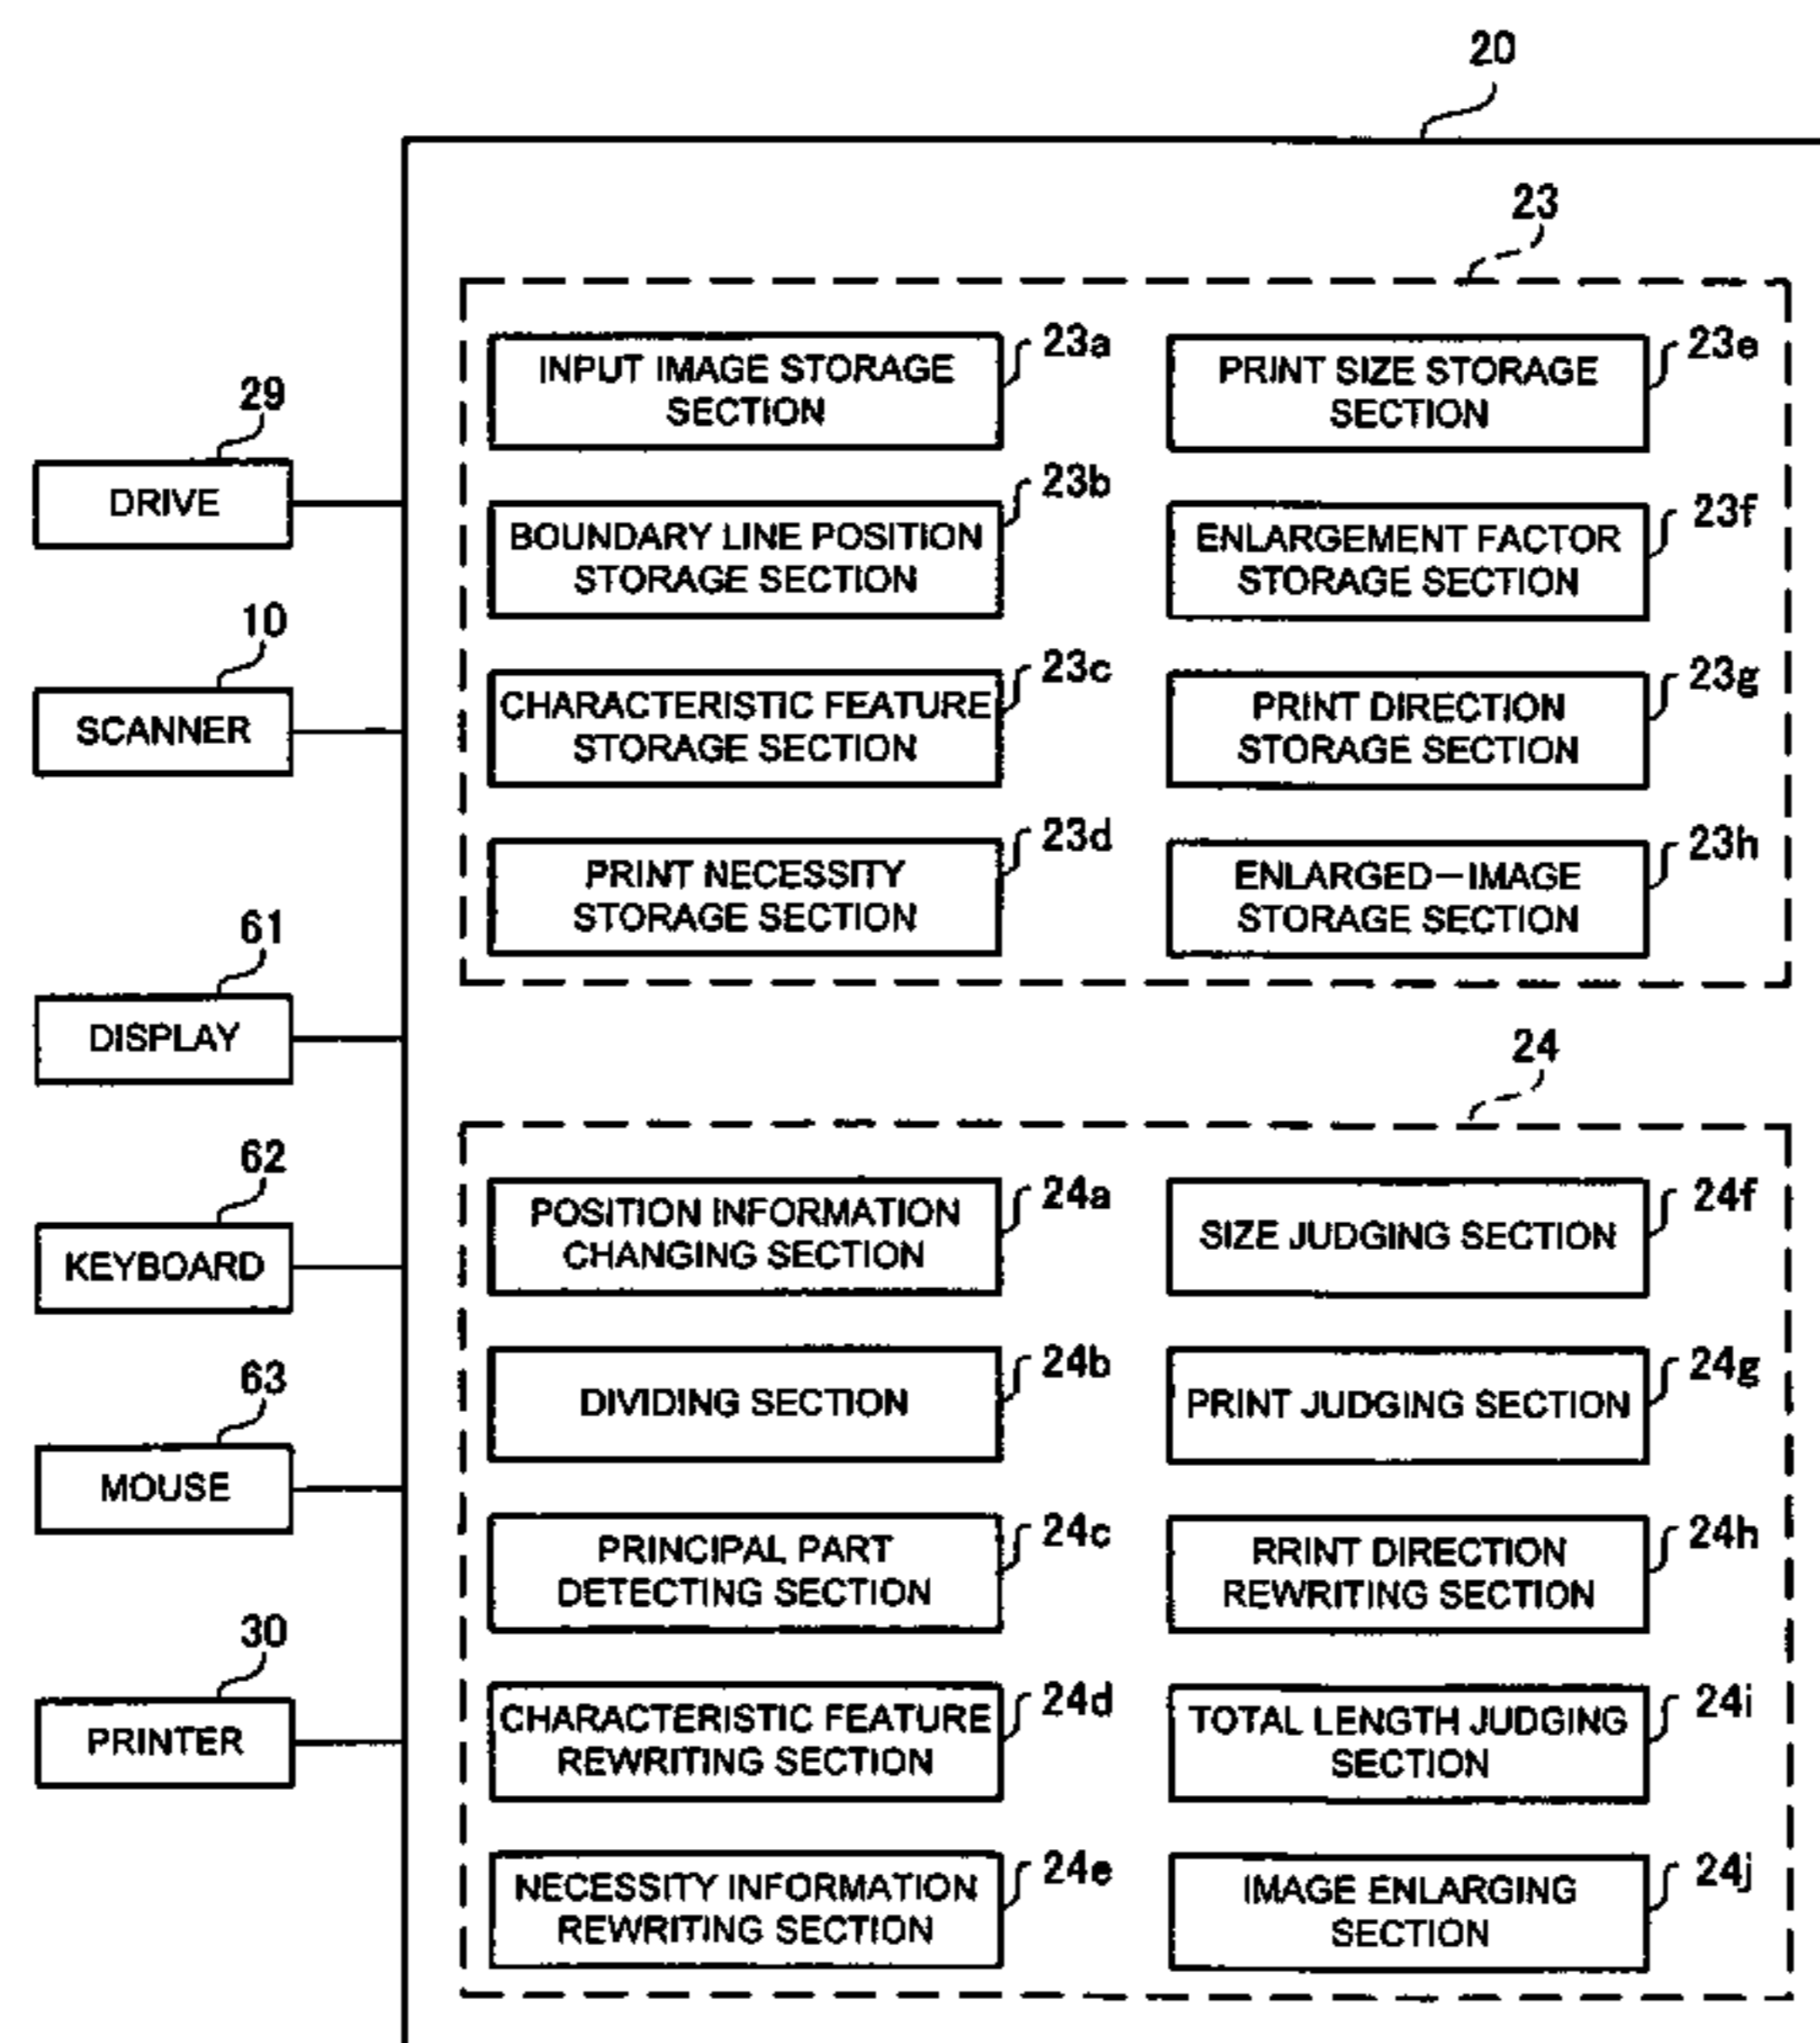 20
23
INPUT IMAGE STORAGE
SECTION
23a
PRINT SIZE STORAGE
SECTION
23e
29
DRIVE
BOUNDARY LINE POSITION
STORAGE SECTION
23b
ENLARGEMENT FACTOR
STORAGE SECTION
23f
10
SCANNER
CHARACTERISTIC FEATURE
STORAGE SECTION
23c
PRINT DIRECTION
STORAGE SECTION
23g
PRINT NECESSITY
STORAGE SECTION
23d
ENLARGED-IMAGE
STORAGE SECTION
23h
61
DISPLAY
24
62
KEYBOARD
POSITION INFORMATION
CHANGING SECTION
24a
SIZE JUDGING SECTION
24f
63
MOUSE
DIVIDING SECTION
24b
PRINT JUDGING SECTION
24g
PRINCIPAL PART
DETECTING SECTION
24c
RRINT DIRECTION
REWRITING SECTION
24h
30
PRINTER
CHARACTERISTIC FEATURE
REWRITING SECTION
24d
TOTAL LENGTH JUDGING
SECTION
24i
NECESSITY INFORMATION
REWRITING SECTION
24e
IMAGE ENLARGING
SECTION
24j